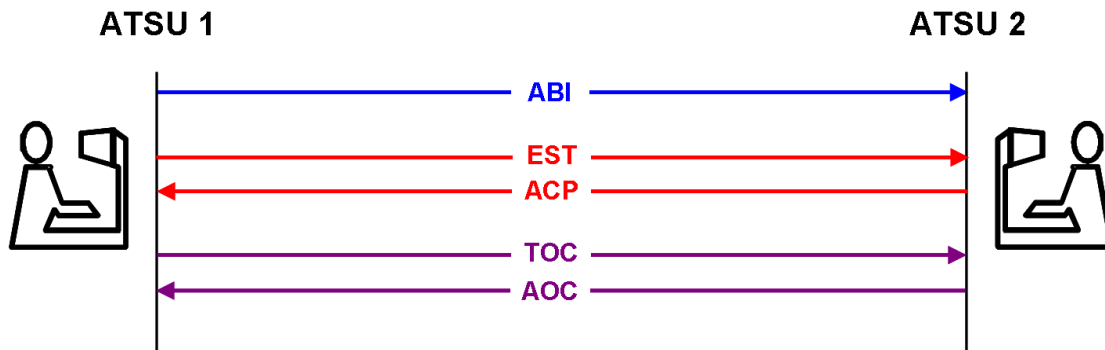 ATSU 1 ATSU 2
ABI
EST
ACP
TOC
AOC